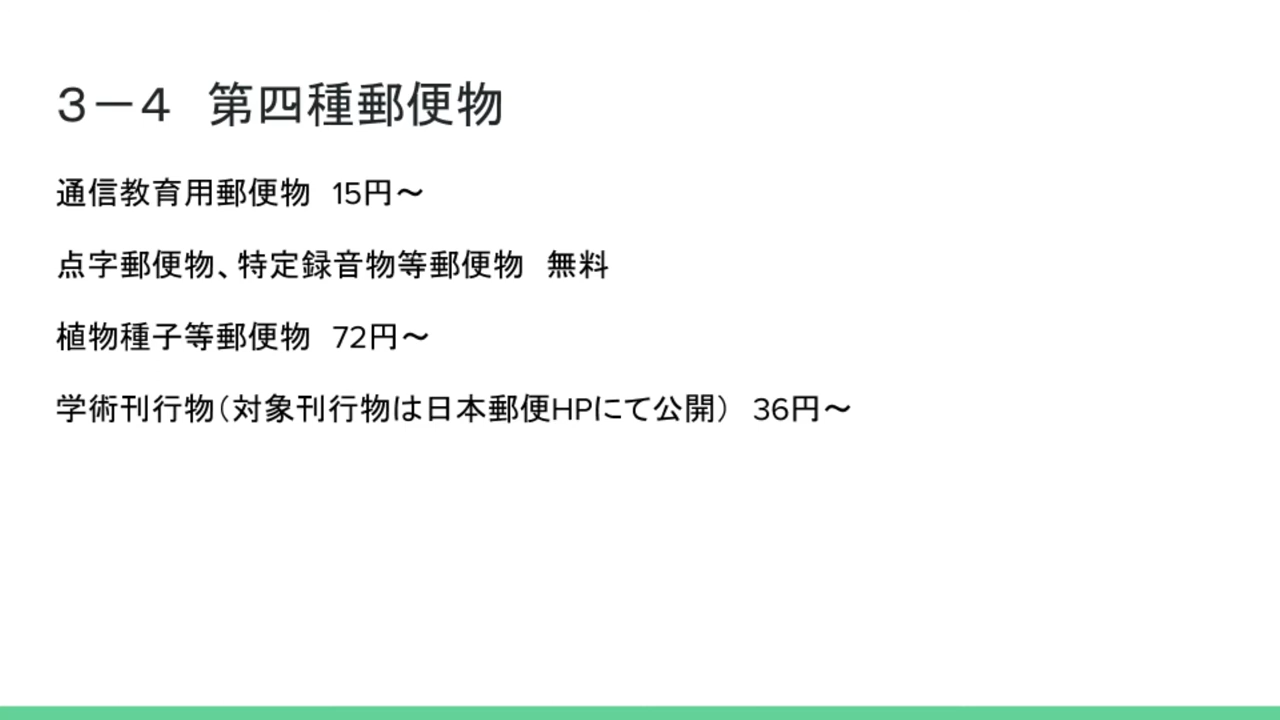 ３－４　第四種郵便物
通信教育用郵便物　15円～
点字郵便物、特定録音物等郵便物　無料
植物種子等郵便物　72円～
学術刊行物（対象刊行物は日本郵便HPにて公開）　36円～